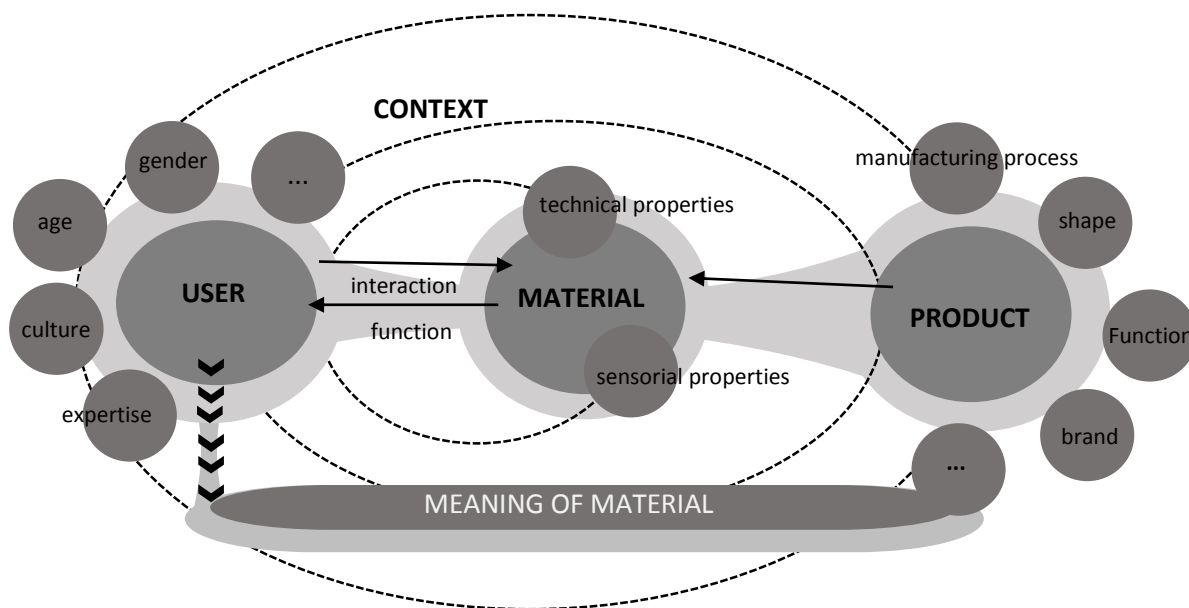 CONTEXT
gender
...
age
culture
expertise
USER
interaction
function
technical properties
MATERIAL
sensorial properties
manufacturing process
shape
PRODUCT
Function
brand
...
MEANING OF MATERIAL